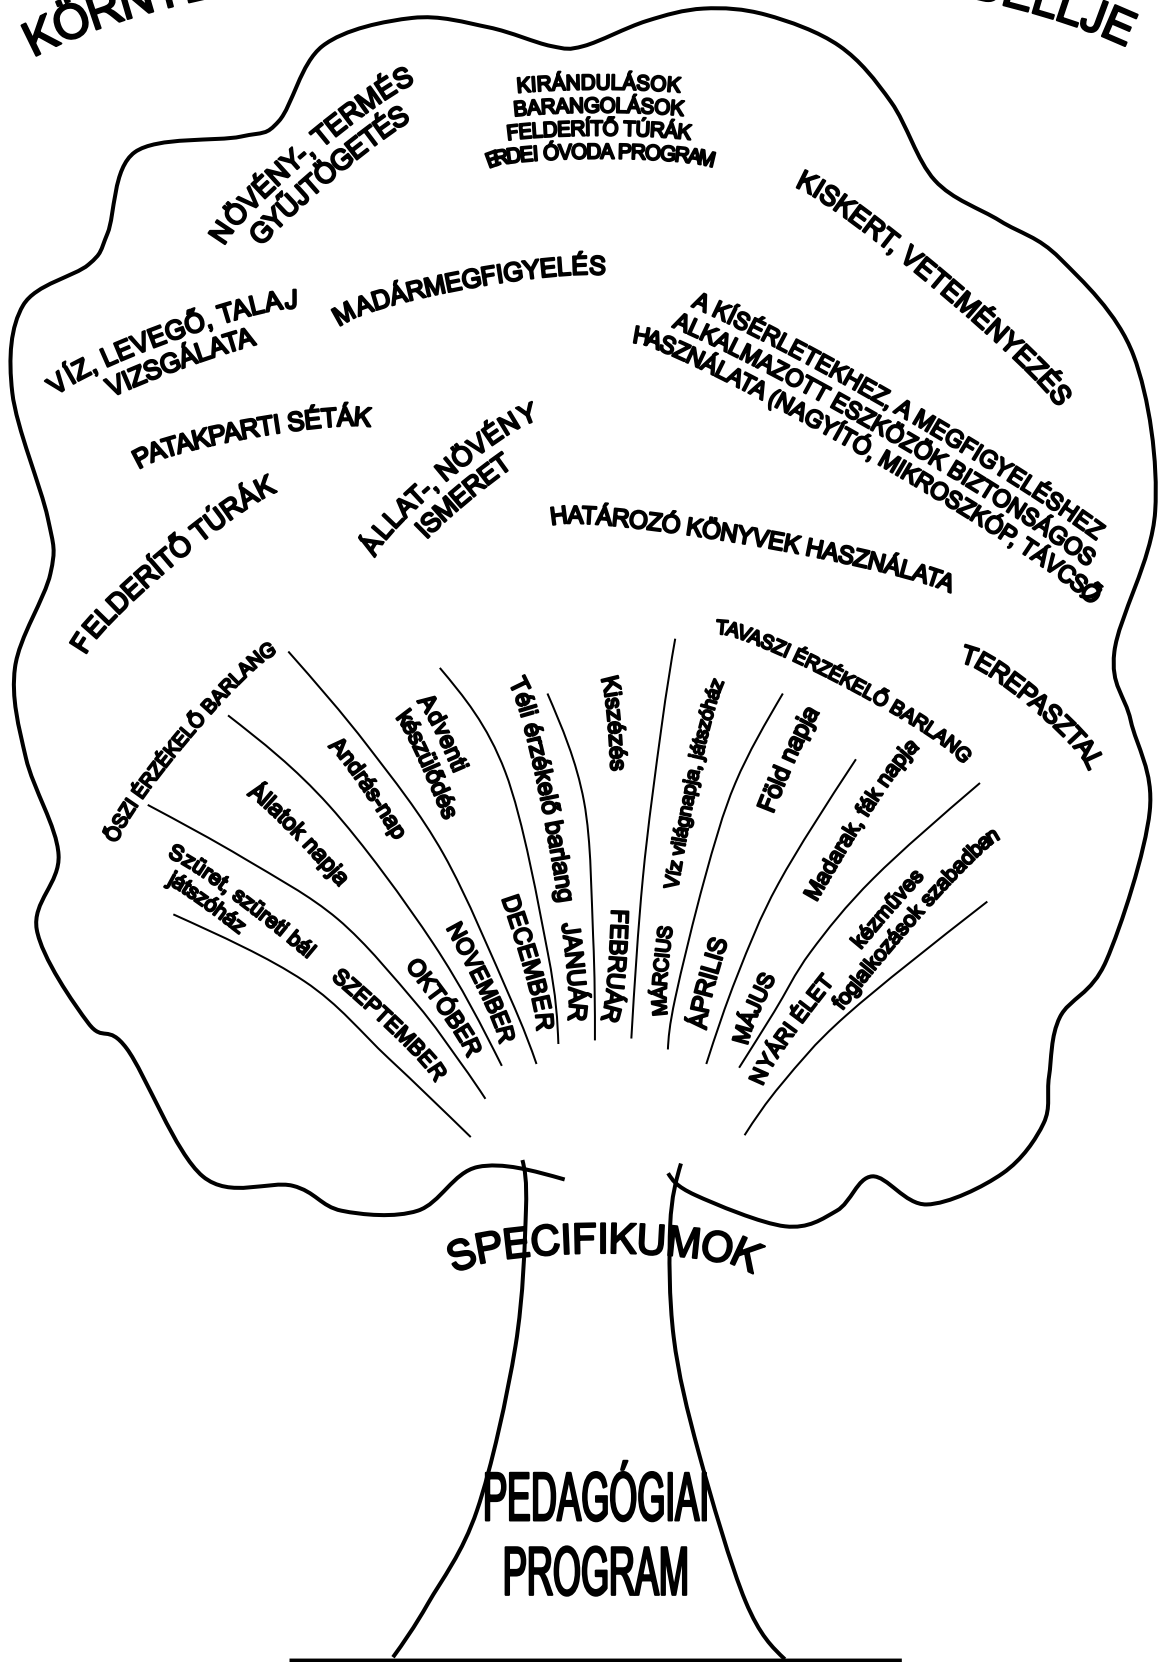 KIRÁNDULÁSOK
BARANGOLÁSOK
FELDERÍTŐ TÚRÁK
ERDEI ÓVODA PROGRAM
NÖVÉNY-, TERMÉS
GYŰJTÖGETÉS
KISKERT, VETEMÉNYEZÉS
MADÁRMEGFIGYELÉS
VÍZ, LEVEGŐ, TALAJ
VIZSGÁLATA
A KÍSÉRLETEKHEZ, A MEGFIGYELÉSHEZ
ALKALMAZOTT ESZKÖZÖK BIZTONSÁGOS
HASZNÁLATA (NAGYÍTÓ, MIKROSZKÓP, TÁVCSŐ
PATAKPARTI SÉTÁK
ÁLLAT-, NÖVÉNY
ISMERET
FELDERÍTŐ TÚRÁK
HATÁROZÓ KÖNYVEK HASZNÁLATA
TEREPASZTAL
ŐSZI ÉRZÉKELŐ BARLANG
TAVASZI ÉRZÉKELŐ BARLANG
Szüret, szüreti bál
játszóház
SZEPTEMBER
Állatok napja
OKTÓBER
András-nap
NOVEMBER
Adventi
készülődés
DECEMBER
Téli érzékelő barlang
JANUÁR
Kiszézés
FEBRUÁR
Víz világnapja, játszóház
MÁRCIUS
Föld napja
ÁPRILIS
Madarak, fák napja
MÁJUS
kézműves
foglalkozások szabadban
NYÁRI ÉLET
SPECIFIKUMOK
PEDAGÓGIAI
PROGRAM